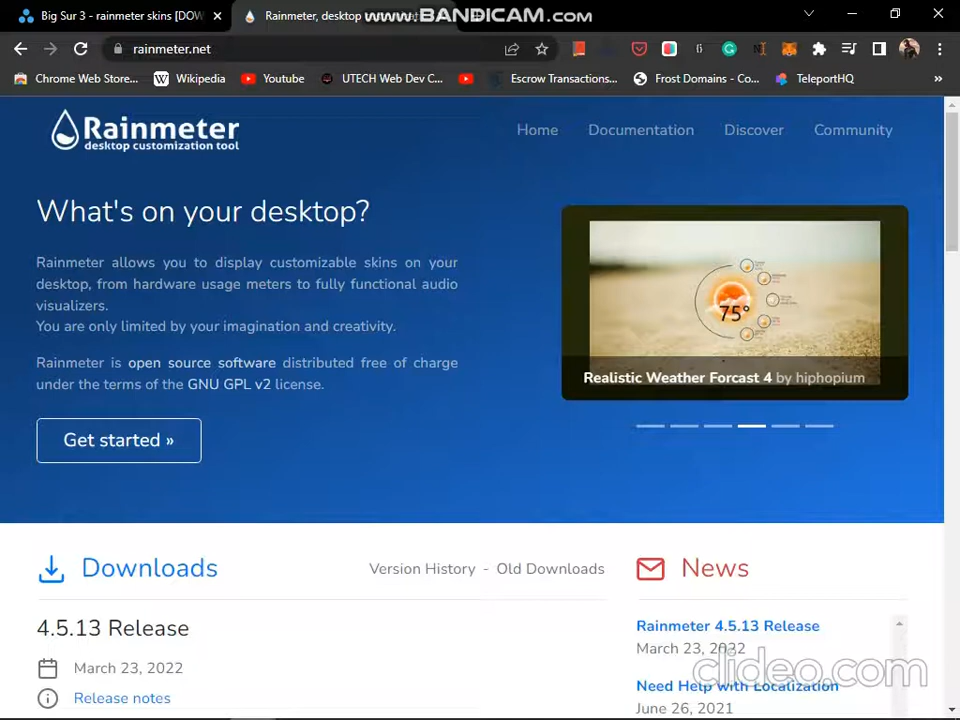 Big Sur 3 - rainmeter skins [DOW
Rainmeter, desktop
www.BANDICAM.com
rainmeter.net
Chrome Web Store...
Wikipedia
Youtube
UTECH Web Dev C...
Escrow Transactions...
Frost Domains - Co...
TeleportHQ
»
Rainmeter
desktop customization tool
Home
Documentation
Discover
Community
What's on your desktop?
Rainmeter allows you to display customizable skins on your
desktop, from hardware usage meters to fully functional audio
visualizers.
You are only limited by your imagination and creativity.
Rainmeter is open source software distributed free of charge
under the terms of the GNU GPL v2 license.
Get started »
75°
Realistic Weather Forcast 4 by hiphopium
Downloads
Version History - Old Downloads
News
4.5.13 Release
March 23, 2022
Release notes
Rainmeter 4.5.13 Release
March 23, 2022
Need Help with Localization
June 26, 2021
clideo.com